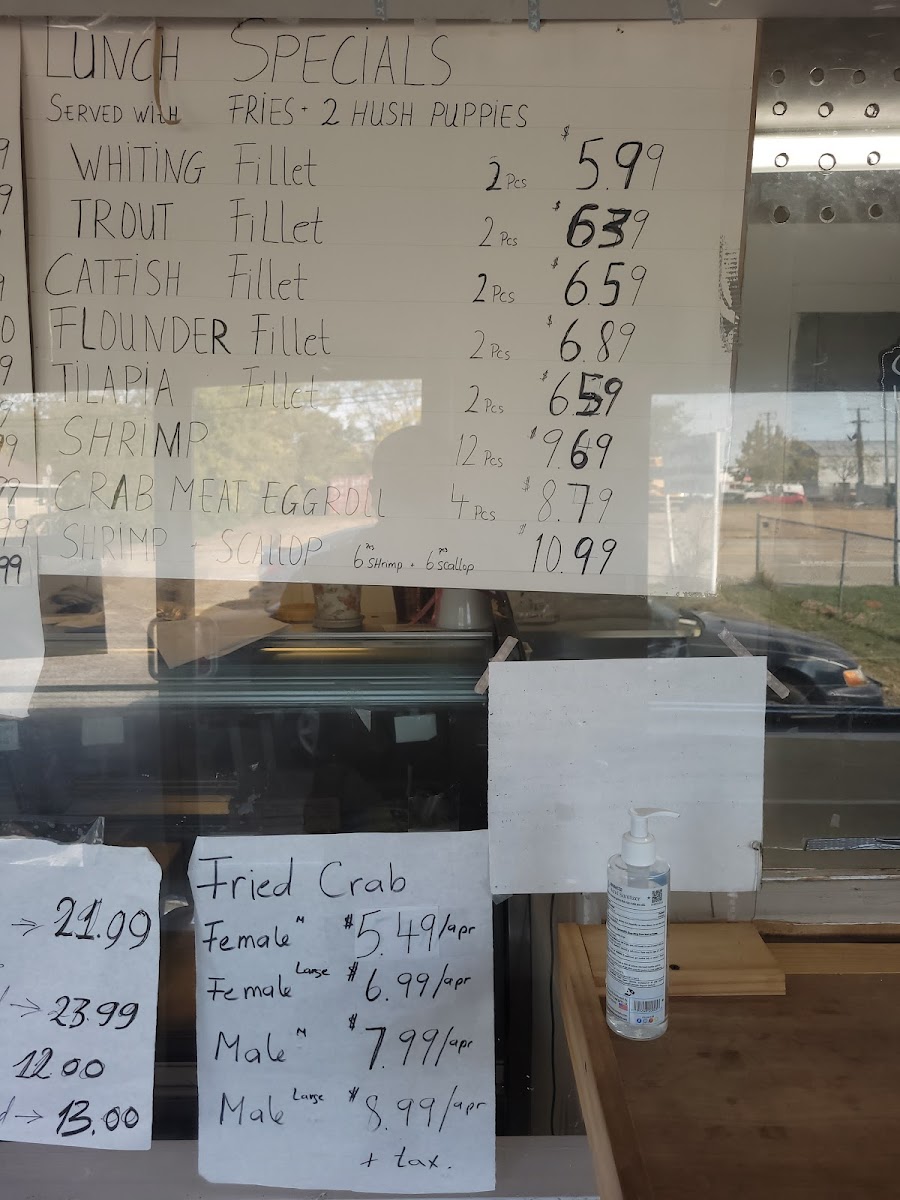 LUNCH SPECIALS
SERVED WITH FRIES + 2 HUSH PUPPIES
WHITING Fillet 2 Pcs $5.99
TROUT Fillet 2 Pcs $6.39
CATFISH Fillet 2 Pcs $6.59
FLOUNDER Fillet 2 Pcs $6.89
TILAPIA Fillet 2 Pcs $6.59
SHRIMP 12 Pcs $9.69
CRAB MEAT EGGROLL 4 Pcs $8.79
SHRIMP + SCALLOP 6 Pcs SHrimp + 6 Pcs Scallop $10.99
→ 21.99
→ 23.99
12.00
→ 13.00
Fried Crab
Female N $5.49/apr
Female Large $6.99/apr
Male N $7.99/apr
Male Large $8.99/apr
+ tax.